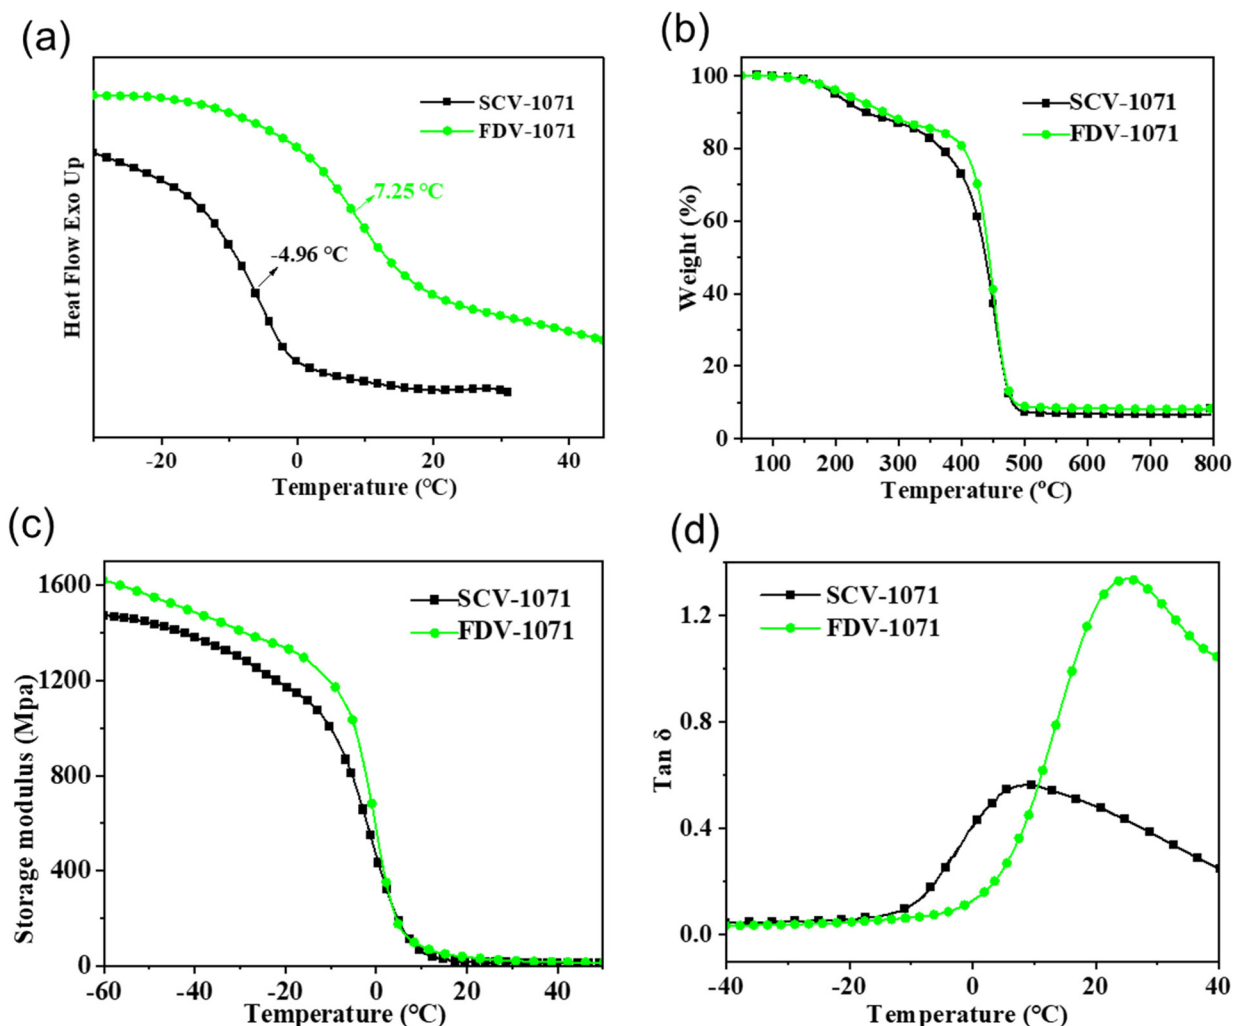 (a)
SCV-1071
FDV-1071
7.25 °C
-4.96 °C
Heat Flow Exo Up
-20
0
20
40
Temperature (°C)
(b)
100
80
60
40
20
0
SCV-1071
FDV-1071
Weight (%)
100 200 300 400 500 600 700 800
Temperature (°C)
(c)
1600
1200
800
400
0
SCV-1071
FDV-1071
Storage modulus (Mpa)
-60 -40 -20 0 20 40
Temperature (°C)
(d)
1.2
0.8
0.4
0.0
SCV-1071
FDV-1071
Tan δ
-40 -20 0 20 40
Temperature (°C)